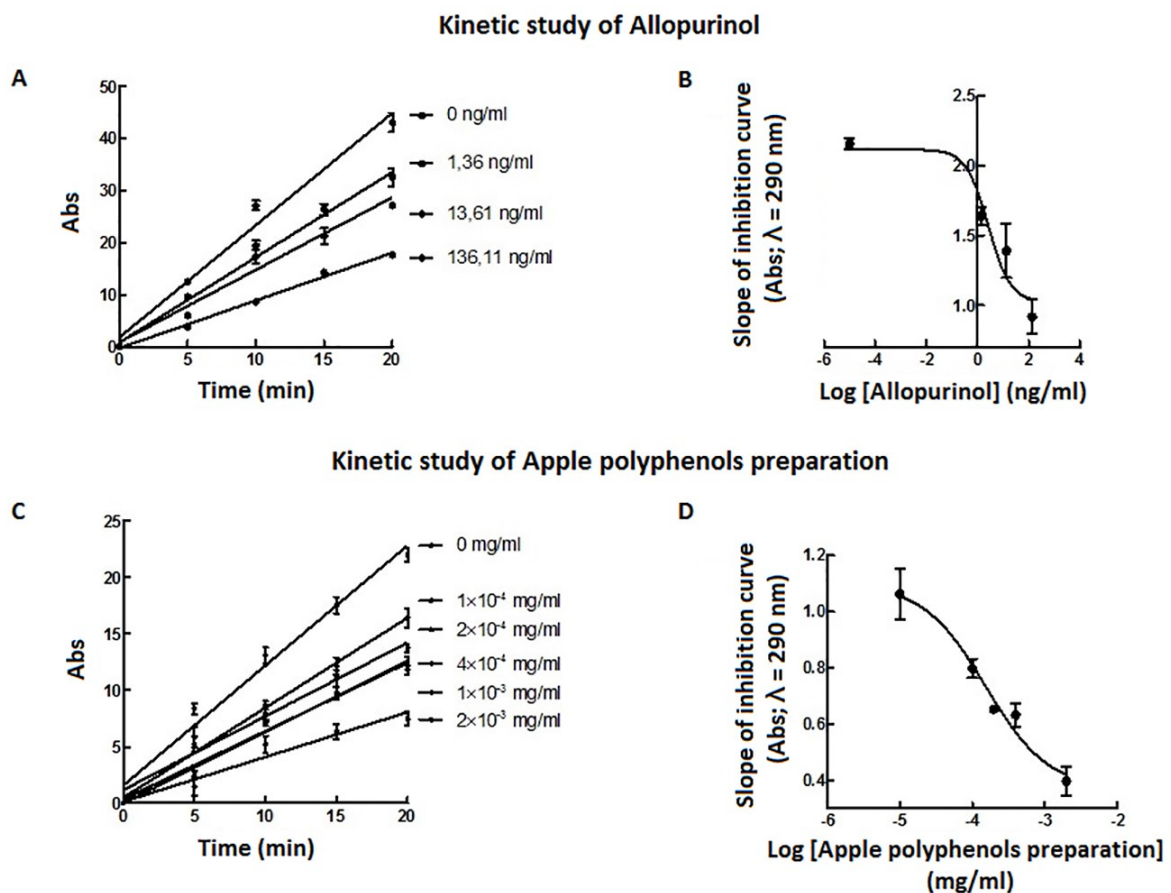 Kinetic study of Allopurinol
A
50
40
30
20
10
0
Abs
0 5 10 15 20
Time (min)
0 ng/ml
1,36 ng/ml
13,61 ng/ml
136,11 ng/ml
B
Slope of inhibition curve
(Abs; λ = 290 nm)
2.5
2.0
1.5
1.0
-6 -4 -2 0 2 4
Log [Allopurinol] (ng/ml)
Kinetic study of Apple polyphenols preparation
C
25
20
15
10
5
0
Abs
0 5 10 15 20
Time (min)
0 mg/ml
1×10⁻⁴ mg/ml
2×10⁻⁴ mg/ml
4×10⁻⁴ mg/ml
1×10⁻³ mg/ml
2×10⁻³ mg/ml
D
Slope of inhibition curve
(Abs; λ = 290 nm)
1.2
1.0
0.8
0.6
0.4
-6 -5 -4 -3 -2
Log [Apple polyphenols preparation]
(mg/ml)